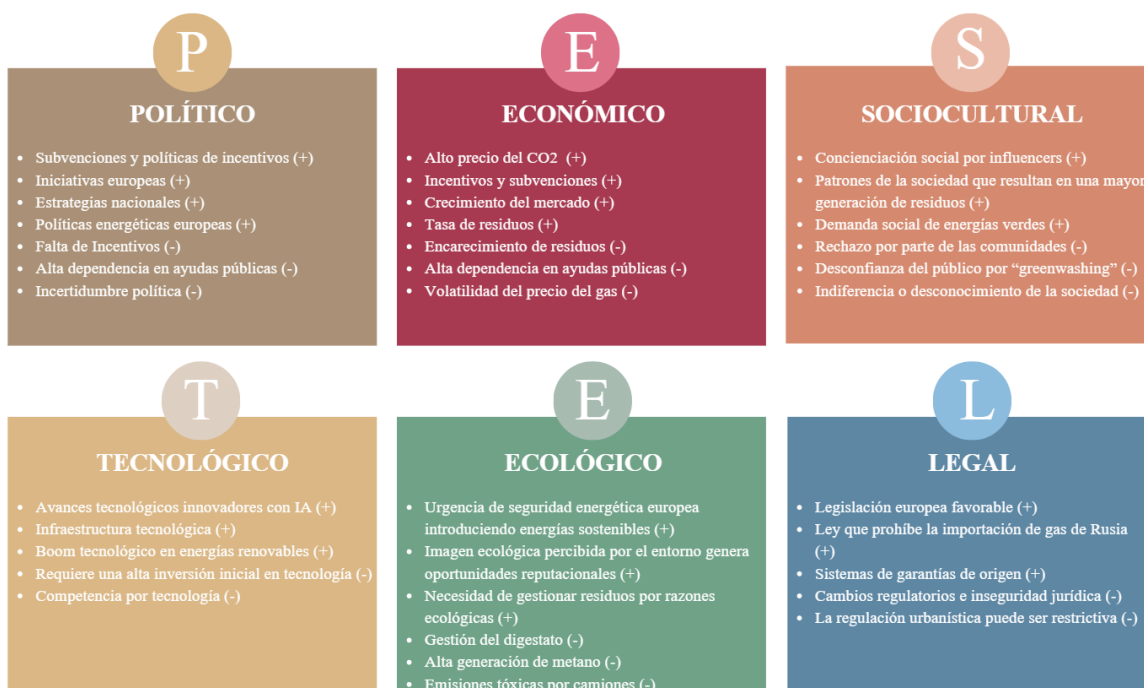 P
POLÍTICO
• Subvenciones y políticas de incentivos (+)
• Iniciativas europeas (+)
• Estrategias nacionales (+)
• Políticas energéticas europeas (+)
• Falta de Incentivos (-)
• Alta dependencia en ayudas públicas (-)
• Incertidumbre política (-)
E
ECONÓMICO
• Alto precio del CO2 (+)
• Incentivos y subvenciones (+)
• Crecimiento del mercado (+)
• Tasa de residuos (+)
• Encarecimiento de residuos (-)
• Alta dependencia en ayudas públicas (-)
• Volatilidad del precio del gas (-)
S
SOCIOCULTURAL
• Concienciación social por influencers (+)
• Patrones de la sociedad que resultan en una mayor
generación de residuos (+)
• Demanda social de energías verdes (+)
• Rechazo por parte de las comunidades (-)
• Desconfianza del público por “greenwashing” (-)
• Indiferencia o desconocimiento de la sociedad (-)
T
TECNOLÓGICO
• Avances tecnológicos innovadores con IA (+)
• Infraestructura tecnológica (+)
• Boom tecnológico en energías renovables (+)
• Requiere una alta inversión inicial en tecnología (-)
• Competencia por tecnología (-)
E
ECOLÓGICO
• Urgencia de seguridad energética europea
introduciendo energías sostenibles (+)
• Imagen ecológica percibida por el entorno genera
oportunidades reputacionales (+)
• Necesidad de gestionar residuos por razones
ecológicas (+)
• Gestión del digestato (-)
• Alta generación de metano (-)
• Emisiones tóxicas por camiones (-)
L
LEGAL
• Legislación europea favorable (+)
• Ley que prohíbe la importación de gas de Rusia
(+)
• Sistemas de garantías de origen (+)
• Cambios regulatorios e inseguridad jurídica (-)
• La regulación urbanística puede ser restrictiva (-)